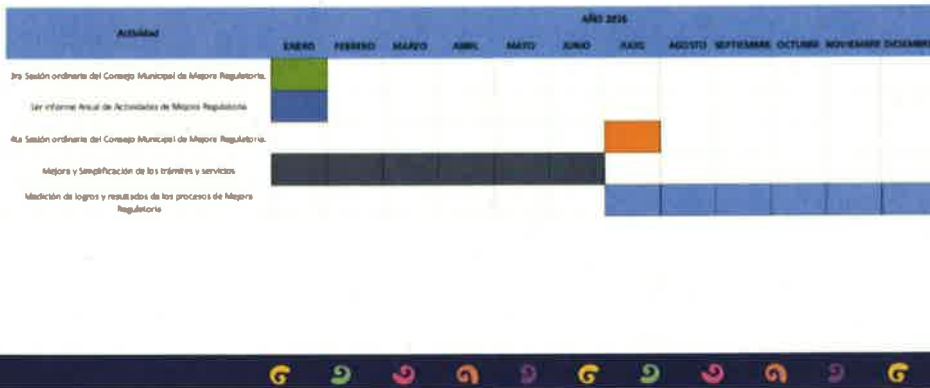 AÑO 2026
Actividad
ENERO FEBRERO MARZO ABRIL MAYO JUNIO JULIO AGOSTO SEPTIEMBRE OCTUBRE NOVIEMBRE DICIEMBRE
3ra Sesión ordinaria del Consejo Municipal de Mejora Regulatoria.
1er informe Anual de Actividades de Mejora Regulatoria
4ta Sesión ordinaria del Consejo Municipal de Mejora Regulatoria.
Mejora y Simplificación de los trámites y servicios
Medición de logros y resultados de los procesos de Mejora
Regulatoria